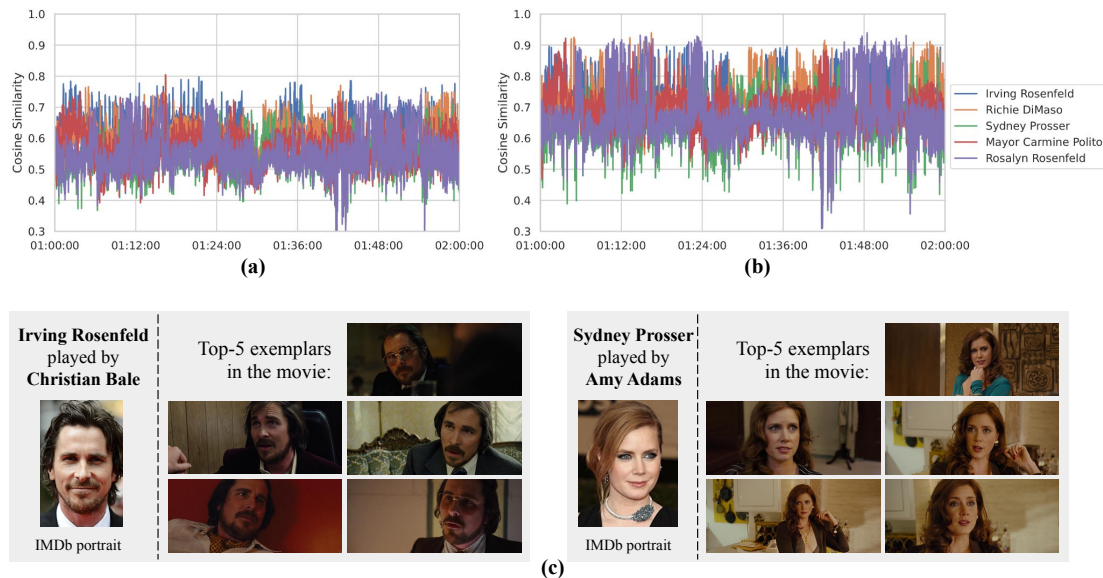 1.0
0.9
0.8
0.7
0.6
0.5
0.4
0.3
Cosine Similarity
01:00:00 01:12:00 01:24:00 01:36:00 01:48:00 02:00:00
(a)
1.0
0.9
0.8
0.7
0.6
0.5
0.4
0.3
Cosine Similarity
01:00:00 01:12:00 01:24:00 01:36:00 01:48:00 02:00:00
(b)
Irving Rosenfeld
Richie DiMaso
Sydney Prosser
Mayor Carmine Polito
Rosalyn Rosenfeld
Irving Rosenfeld
played by
Christian Bale
IMDb portrait
Top-5 exemplars
in the movie:
Sydney Prosser
played by
Amy Adams
IMDb portrait
Top-5 exemplars
in the movie:
(c)